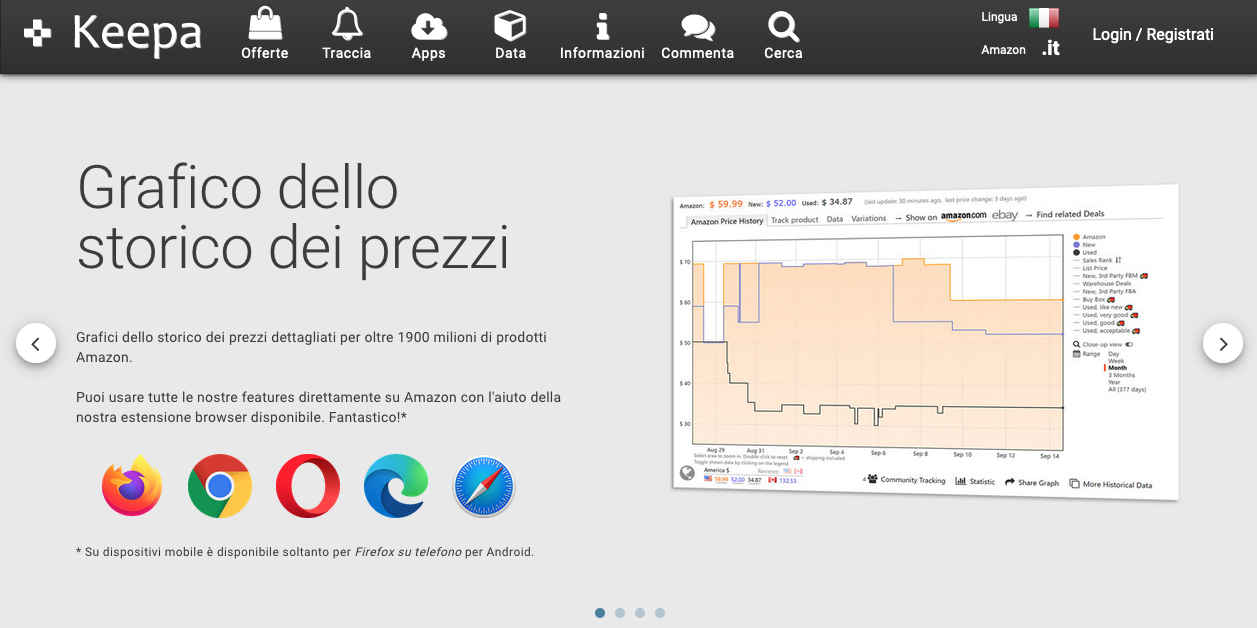 Keepa
Offerte
Traccia
Apps
Data
Informazioni
Commenta
Cerca
Lingua
Amazon .it
Login / Registrati
Grafico dello
storico dei prezzi
Grafici dello storico dei prezzi dettagliati per oltre 1900 milioni di prodotti
Amazon.
Puoi usare tutte le nostre features direttamente su Amazon con l'aiuto della
nostra estensione browser disponibile. Fantastico!*
* Su dispositivi mobile è disponibile soltanto per Firefox su telefono per Android.
Amazon: $ 59.99 New: $ 52.00 Used: $ 34.87 (last update: 30 minutes ago, last price change: 3 days ago)
Amazon Price History Track product Data Variations → Show on amazon.com ebay → Find related Deals
$ 70
$ 60
$ 50
$ 40
$ 30
Aug 29 Aug 31 Sep 2 Sep 4 Sep 6 Sep 8 Sep 10 Sep 12 Sep 14
Amazon
New
Used
Sales Rank
List Price
New, 3rd Party FBM
Warehouse Deals
New, 3rd Party FBA
Buy Box
Used, like new
Used, very good
Used, good
Used, acceptable
Close-up view
Range Day
Week
Month
3 Months
Year
All (377 days)
Select area to zoom in. Double-click to reset. = shipping included
Toggle shown data by clicking on the legend.
America $ Reviews:
59.99 52.00 34.87 132.53
4 Community Tracking Statistic Share Graph More Historical Data